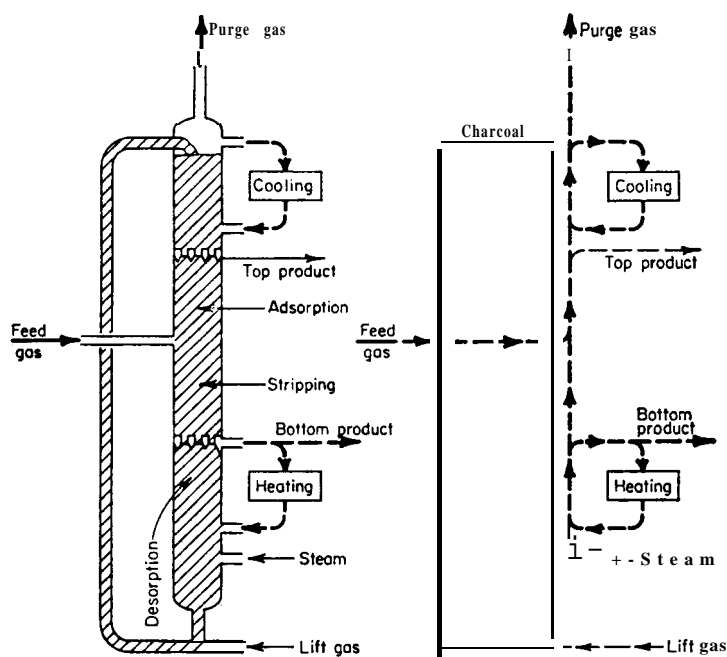 Purge gas
Cooling
Top product
Adsorption
Feed
gas
Stripping
Bottom product
Heating
Desorption
Steam
Lift gas
Purge gas
I
Charcoal
Cooling
Top product
Feed
gas
Bottom
product
Heating
i - + - Steam
Lift gas